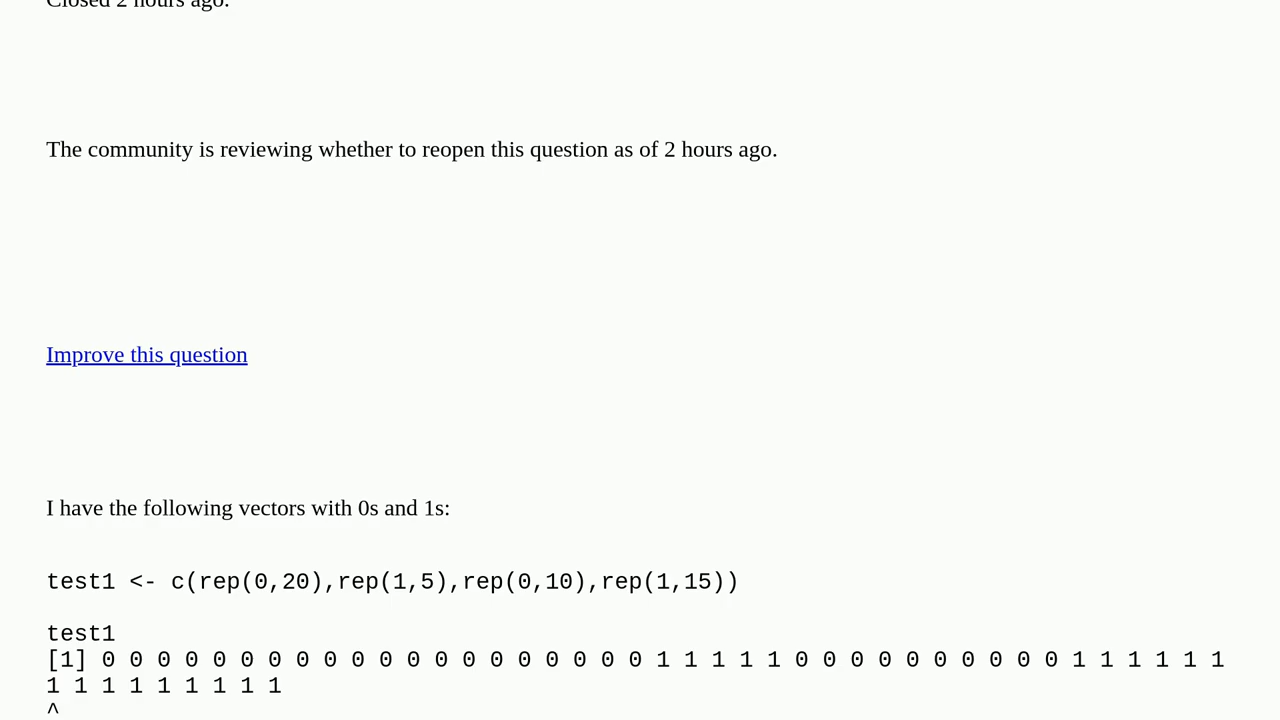 Closed 2 hours ago.
The community is reviewing whether to reopen this question as of 2 hours ago.
Improve this question
I have the following vectors with 0s and 1s:
test1 <- c(rep(0,20),rep(1,5),rep(0,10),rep(1,15))
test1
[1] 0 0 0 0 0 0 0 0 0 0 0 0 0 0 0 0 0 0 0 0 1 1 1 1 1 0 0 0 0 0 0 0 0 0 0 1 1 1 1 1 1
1 1 1 1 1 1 1 1 1
^